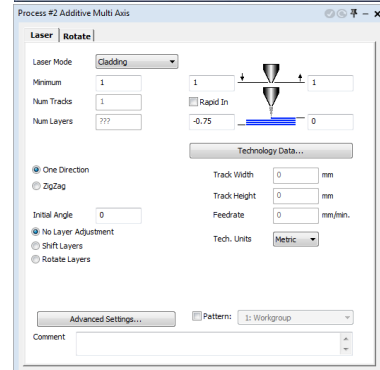 Process #2 Additive Multi Axis
Laser Rotate
Laser Mode Cladding
Minimum 1 1 1
Num Tracks 1 Rapid In
Num Layers ??? -0.75 0
Technology Data...
One Direction Track Width 0 mm
ZigZag
Track Height 0 mm
Initial Angle 0 Feedrate 0 mm/min.
No Layer Adjustment
Shift Layers Tech. Units Metric
Rotate Layers
Advanced Settings... Pattern: 1: Workgroup
Comment